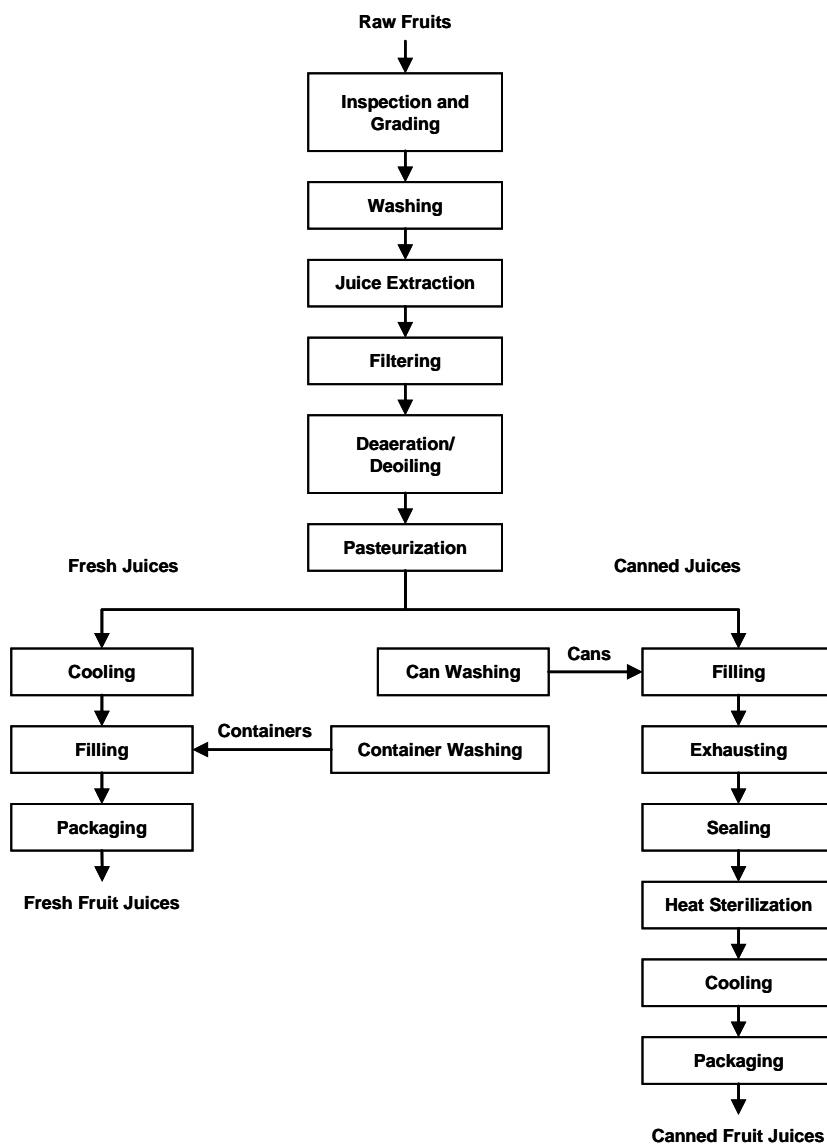 Raw Fruits
Inspection and
Grading
Washing
Juice Extraction
Filtering
Deaeration/
Deoiling
Pasteurization
Fresh Juices
Canned Juices
Cooling
Can Washing
Cans
Filling
Filling
Containers
Container Washing
Exhausting
Packaging
Sealing
Fresh Fruit Juices
Heat Sterilization
Cooling
Packaging
Canned Fruit Juices